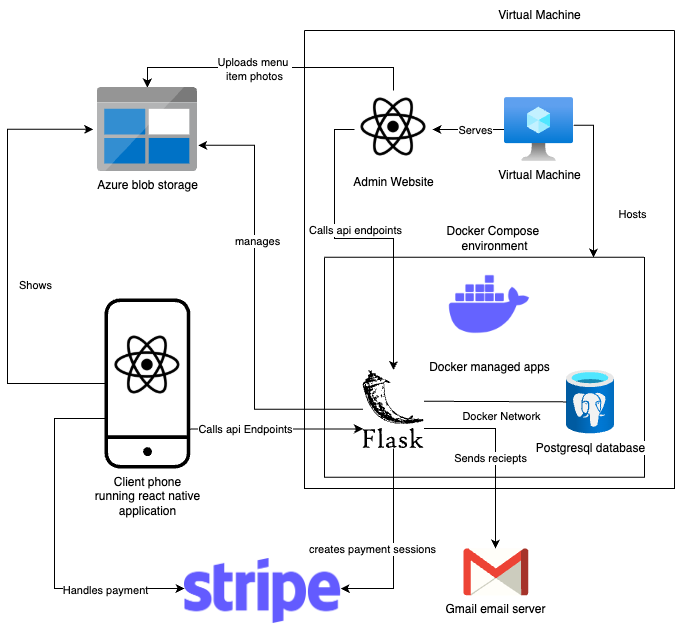 Virtual Machine
Uploads menu
item photos
Serves
Azure blob storage
Admin Website
Virtual Machine
Hosts
Calls api endpoints
Docker Compose
environment
manages
Shows
Docker managed apps
Docker Network
Calls api Endpoints
Flask
Postgresql database
Sends reciepts
Client phone
running react native
application
creates payment sessions
Handles payment
stripe
Gmail email server